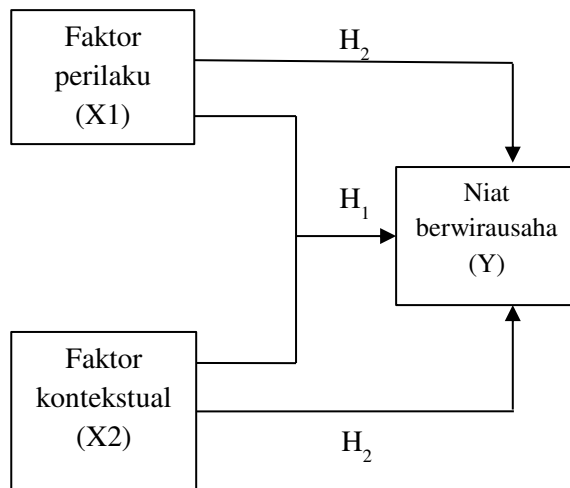 Faktor
perilaku
(X1)
H₂
H₁
Niat
berwirausaha
(Y)
Faktor
kontekstual
(X2)
H₂